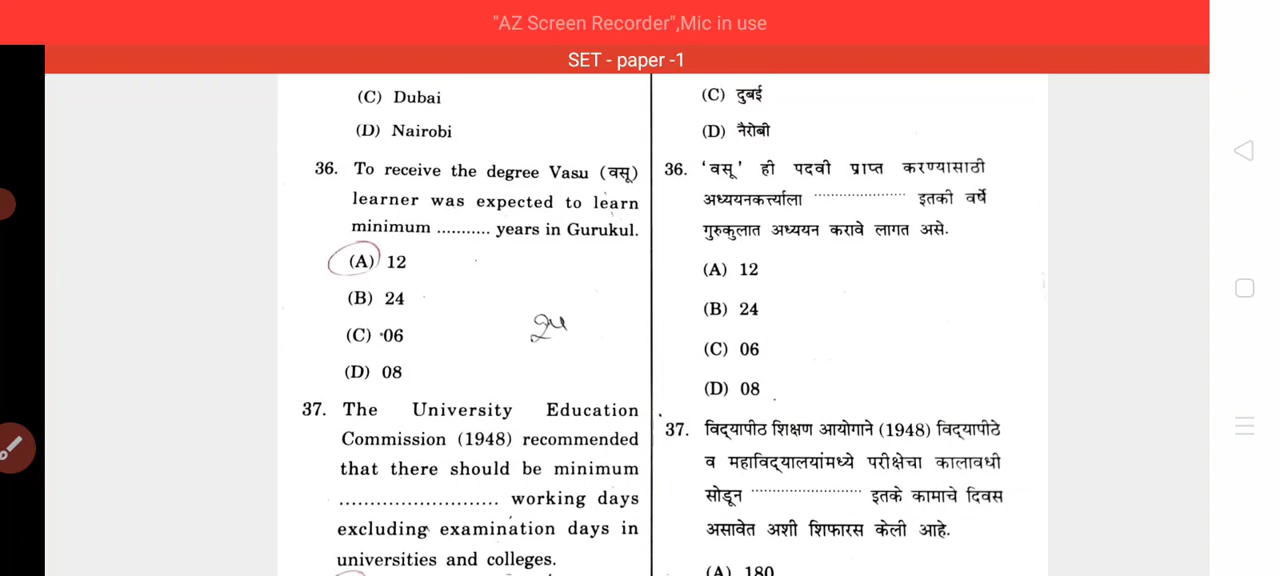 "AZ Screen Recorder",Mic in use
SET - paper -1
(C) Dubai
(D) Nairobi
36. To receive the degree Vasu (वसू)
learner was expected to learn
minimum ........... years in Gurukul.
(A) 12
(B) 24
(C) 06
(D) 08
37. The University Education
Commission (1948) recommended
that there should be minimum
.......................... working days
excluding examination days in
universities and colleges.
(C) दुबई
(D) नैरोबी
36. 'वसू' ही पदवी प्राप्त करण्यासाठी
अध्ययनकर्त्याला ...................... इतकी वर्षे
गुरुकुलात अध्ययन करावे लागत असे.
(A) 12
(B) 24
(C) 06
(D) 08
37. विद्यापीठ शिक्षण आयोगाने (1948) विद्यापीठे
व महाविद्यालयांमध्ये परीक्षेचा कालावधी
सोडून .......................... इतके कामाचे दिवस
असावेत अशी शिफारस केली आहे.
(A) 180